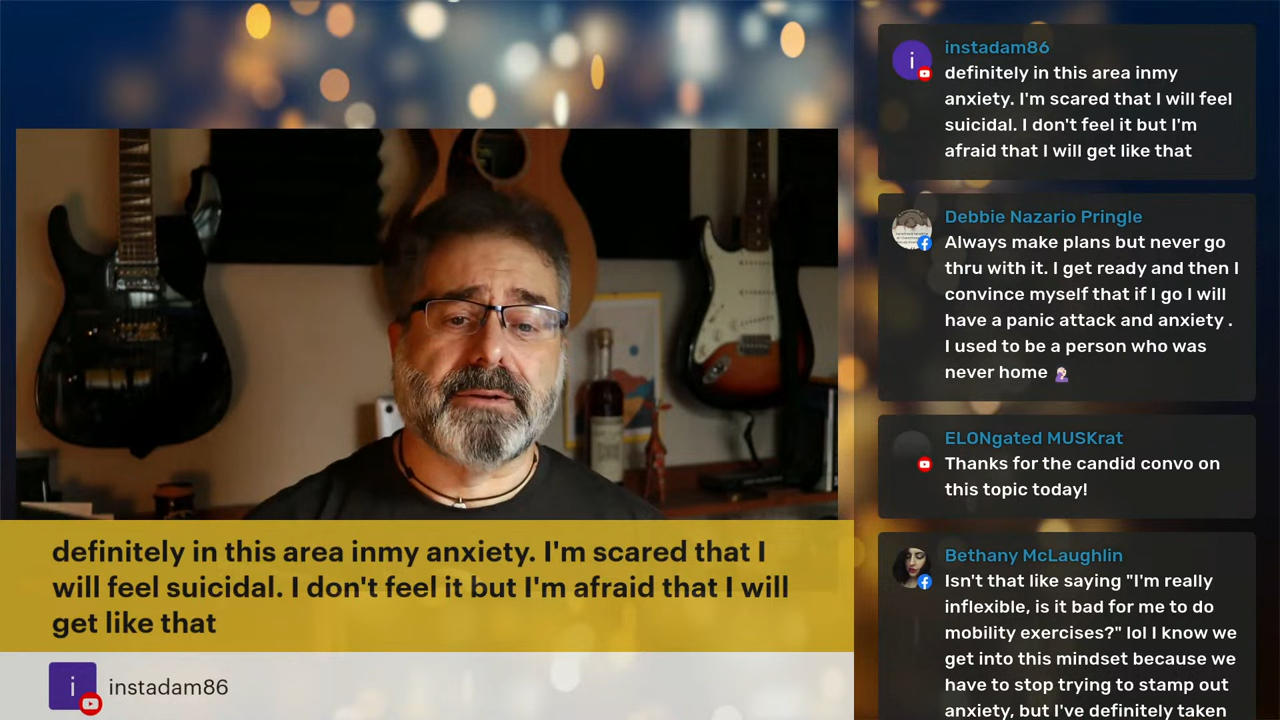 definitely in this area inmy anxiety. I'm scared that I
will feel suicidal. I don't feel it but I'm afraid that I will
get like that
i
instadam86
i
instadam86
definitely in this area inmy
anxiety. I'm scared that I will feel
suicidal. I don't feel it but I'm
afraid that I will get like that
Debbie Nazario Pringle
Always make plans but never go
thru with it. I get ready and then I
convince myself that if I go I will
have a panic attack and anxiety .
I used to be a person who was
never home 🤦🏼‍♀️
ELONgated MUSKrat
Thanks for the candid convo on
this topic today!
Bethany McLaughlin
Isn't that like saying "I'm really
inflexible, is it bad for me to do
mobility exercises?" lol I know we
get into this mindset because we
have to stop trying to stamp out
anxiety, but I've definitely taken